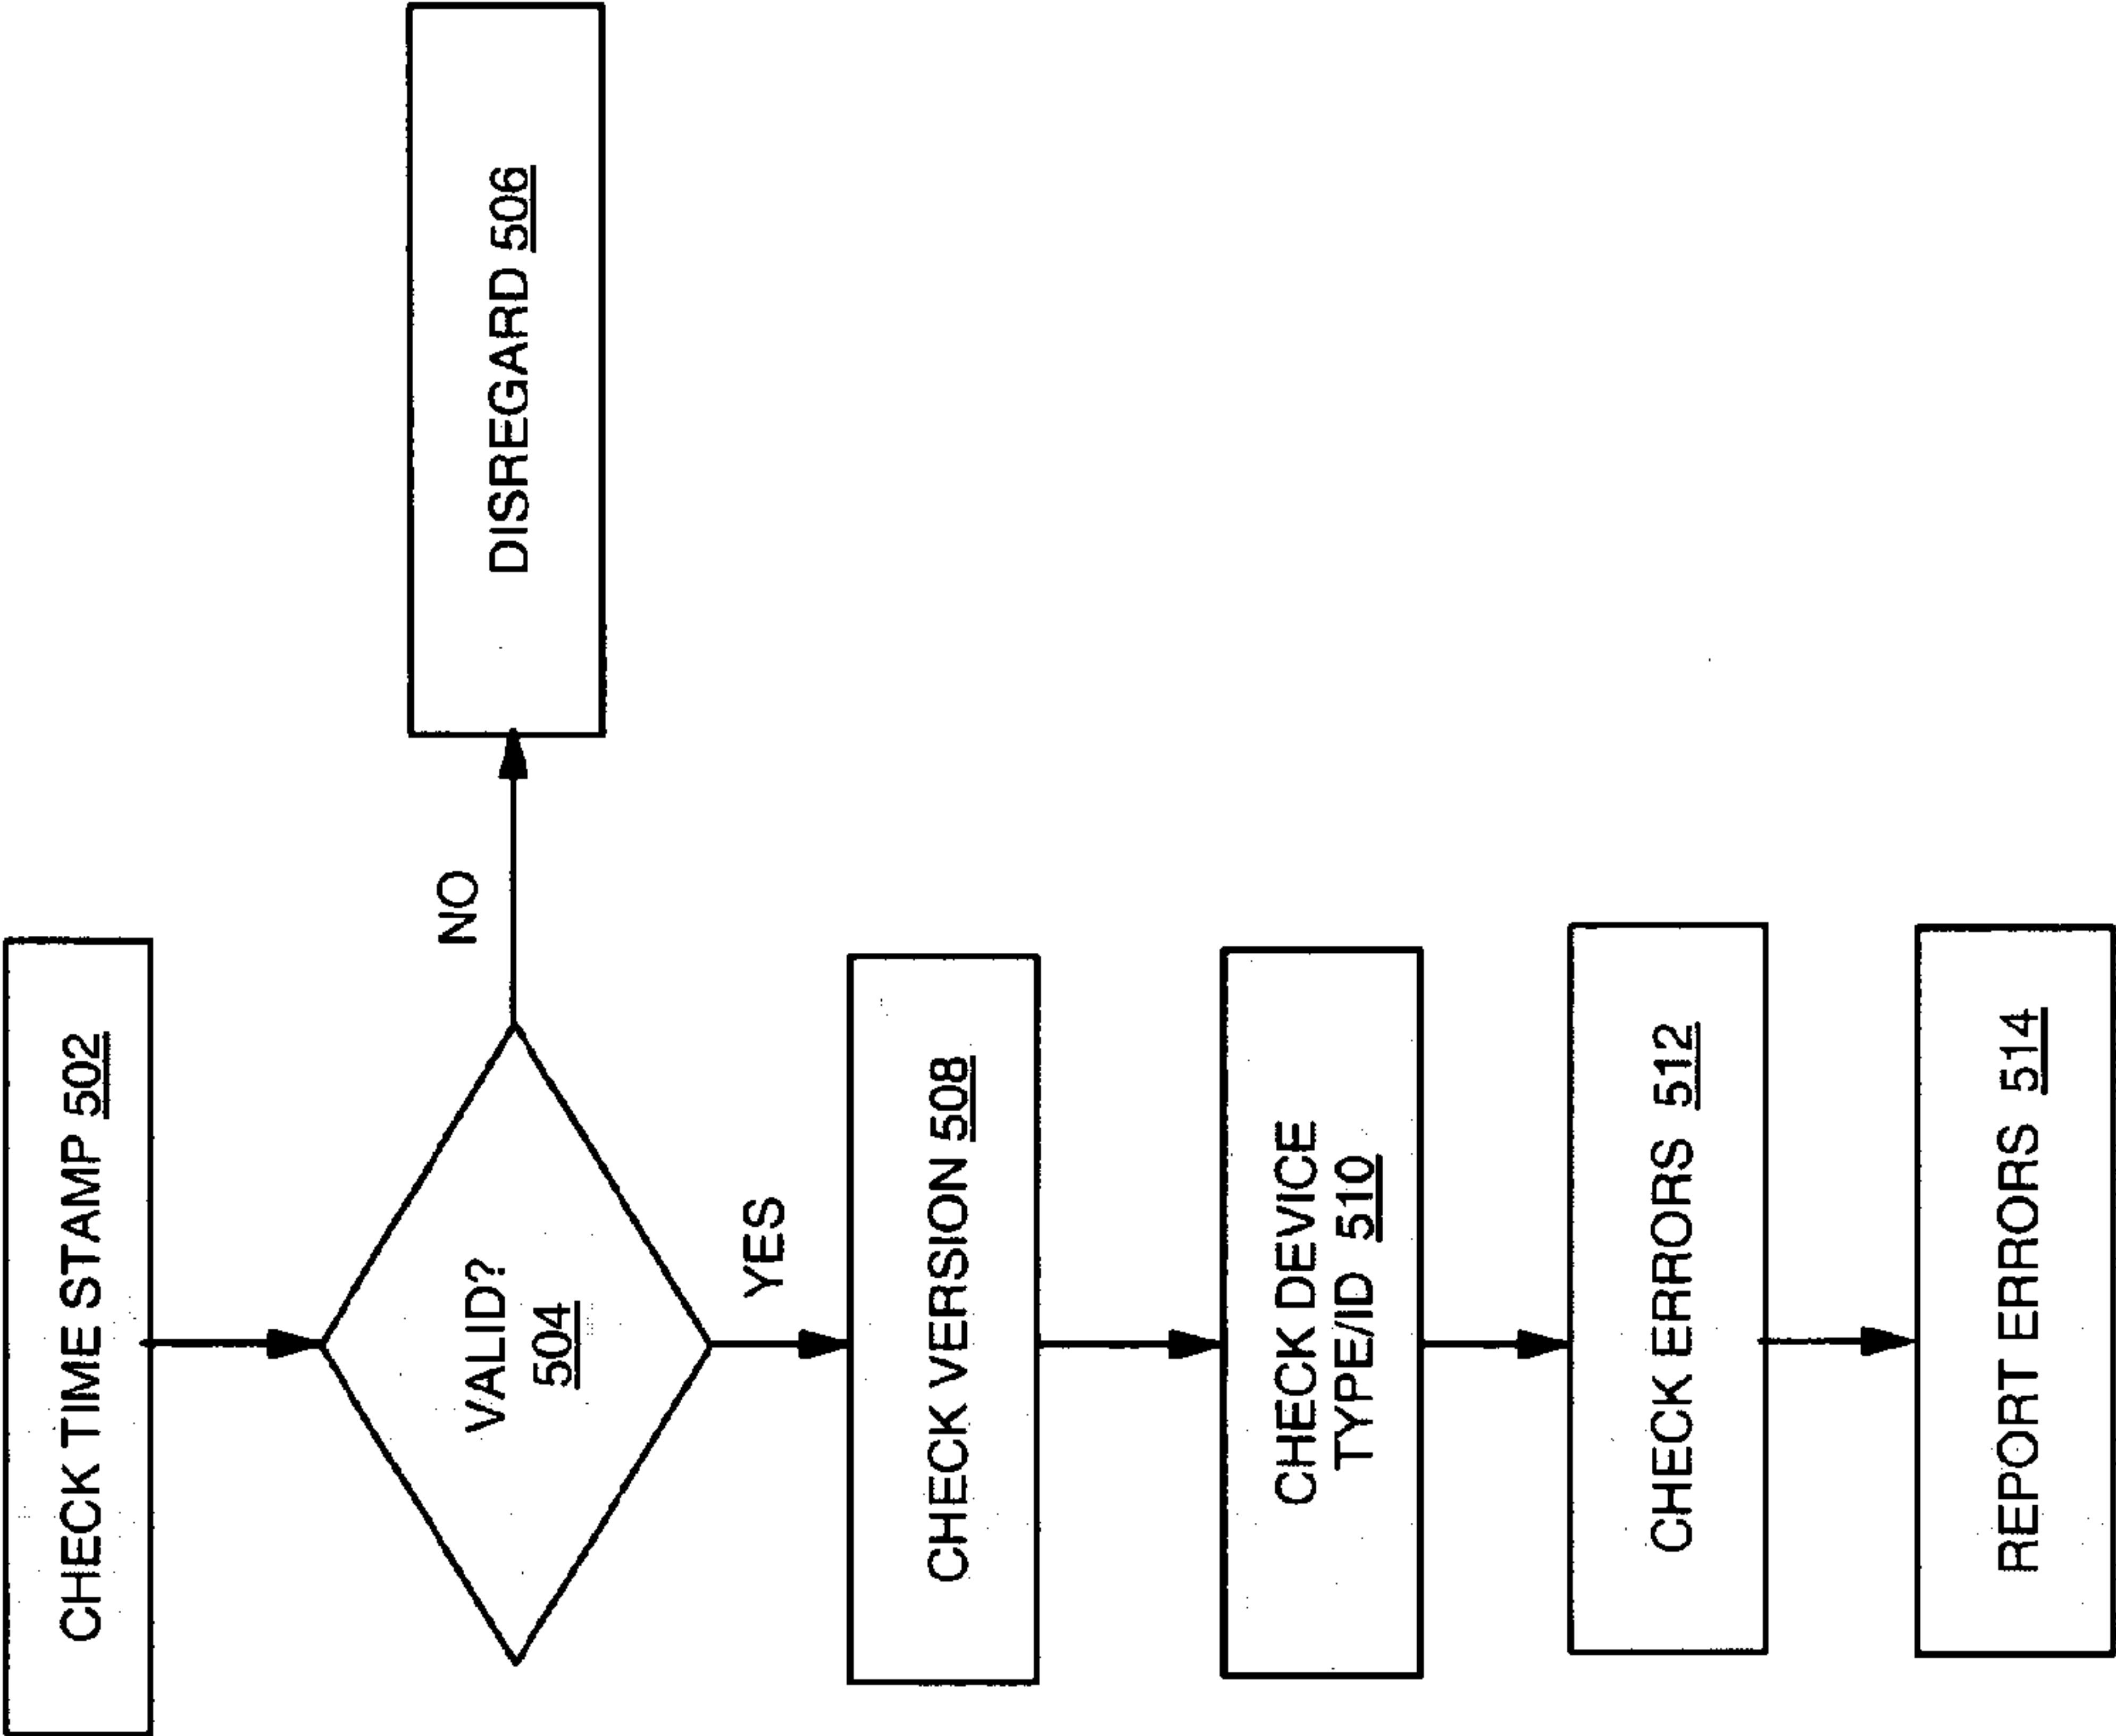 CHECK TIME STAMP 502
VALID?
504
NO
DISREGARD 506
YES
CHECK VERSION 508
CHECK DEVICE
TYPE/ID 510
CHECK ERRORS 512
REPORT ERRORS 514